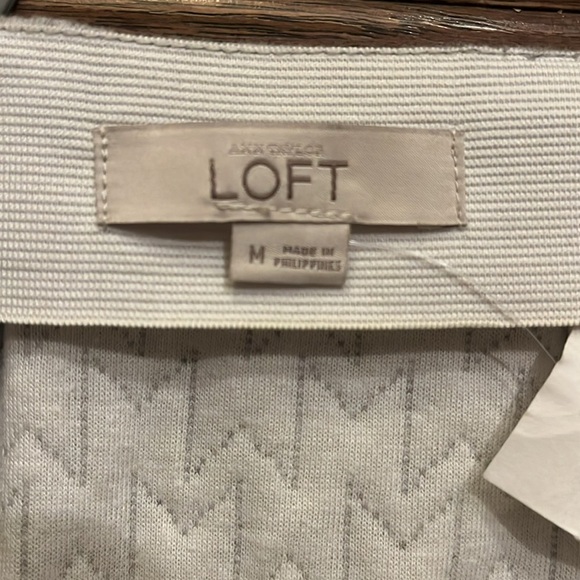 ANN TAYLOR
LOFT
M
MADE IN
PHILIPPINES